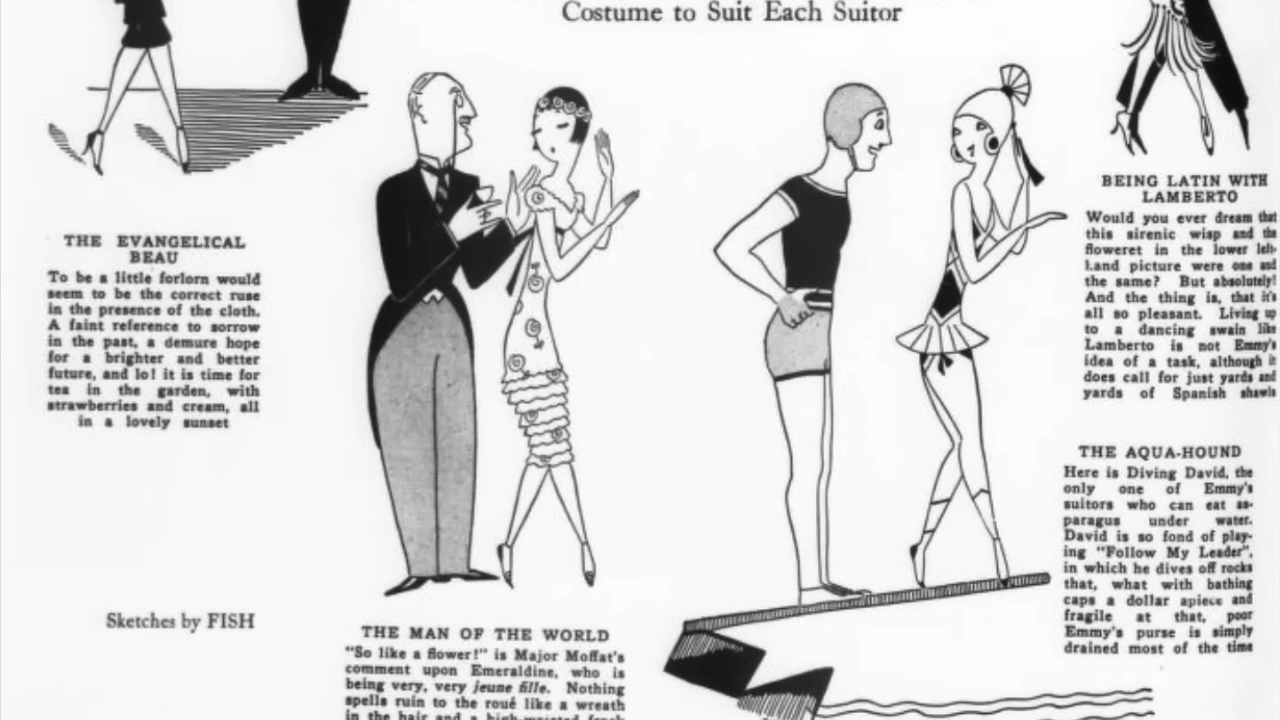 Costume to Suit Each Suitor
THE EVANGELICAL
BEAU
To be a little forlorn would
seem to be the correct ruse
in the presence of the cloth.
A faint reference to sorrow
in the past, a demure hope
for a brighter and better
future, and lo! it is time for
tea in the garden, with
strawberries and cream, all
in a lovely sunset
Sketches by FISH
THE MAN OF THE WORLD
"So like a flower!" is Major Moffat's
comment upon Emeraldine, who is
being very, very jeune fille. Nothing
spells ruin to the roué like a wreath
in the hair and a high-waisted frock
BEING LATIN WITH
LAMBERTO
Would you ever dream that
this sirenic wisp and the
floweret in the lower left-
hand picture were one and
the same? But absolutely!
And the thing is, that it's
all so pleasant. Living up
to a dancing swain like
Lamberto is not Emmy's
idea of a task, although it
does call for just yards and
yards of Spanish shawls
THE AQUA-HOUND
Here is Diving David, the
only one of Emmy's
suitors who can eat as-
paragus under water.
David is so fond of play-
ing "Follow My Leader",
in which he dives off rocks
that, what with bathing
caps a dollar apiece and
fragile at that, poor
Emmy's purse is simply
drained most of the time